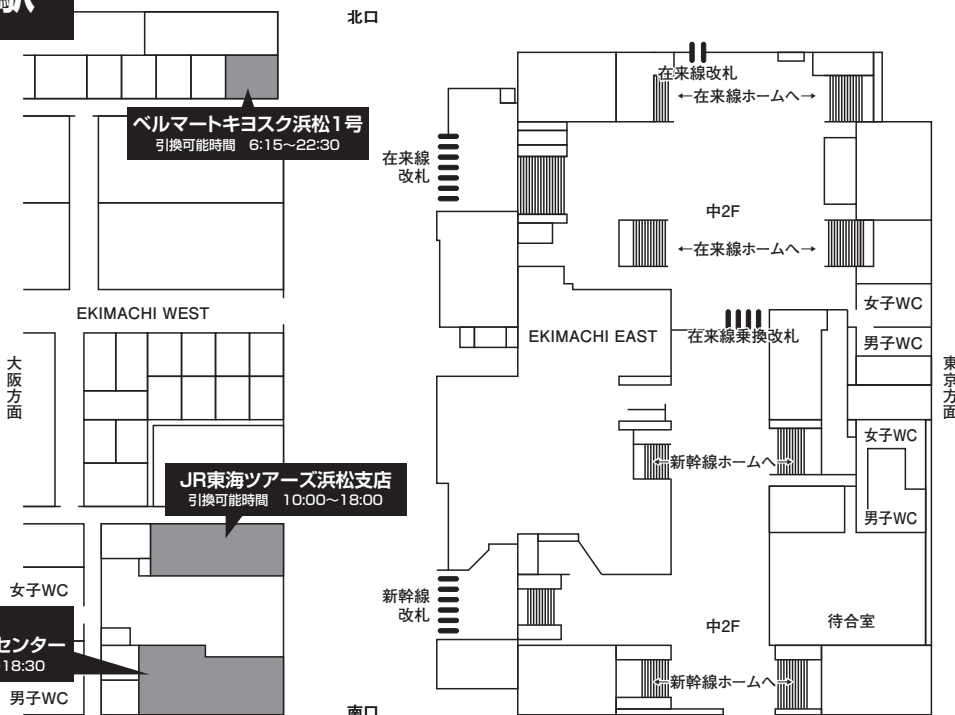 駅
北口
在来線改札
←在来線ホームへ→
ベルマートキヨスク浜松1号
引換可能時間 6:15〜22:30
在来線
改札
中2F
←在来線ホームへ→
女子WC
EKIMACHI WEST
EKIMACHI EAST
在来線乗換改札
男子WC
大阪方面
東京方面
女子WC
←新幹線ホームへ→
JR東海ツアーズ浜松支店
引換可能時間 10:00〜18:00
男子WC
女子WC
新幹線
改札
中2F
待合室
センター
18:30
←新幹線ホームへ→
男子WC
南口